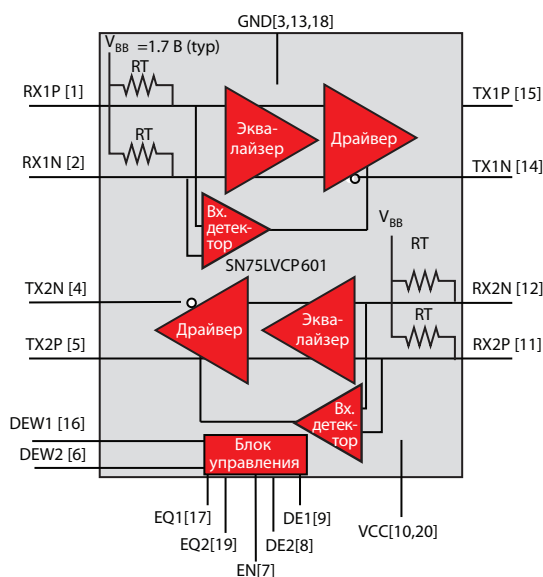 GND[3,13,18]
VBB =1.7 В (typ)
RT
RX1P [1]
TX1P [15]
Эква-
лайзер
Драйвер
RT
RX1N [2]
TX1N [14]
Вх.
детек-
тор
VBB
RT
SN75LVCP601
TX2N [4]
RX2N [12]
Драйвер
Эква-
лайзер
RT
TX2P [5]
RX2P [11]
Вх.
детек-
тор
DEW1 [16]
DEW2 [6]
Блок
управления
EQ1[17]
DE1[9]
VCC[10,20]
EQ2[19]
DE2[8]
EN[7]